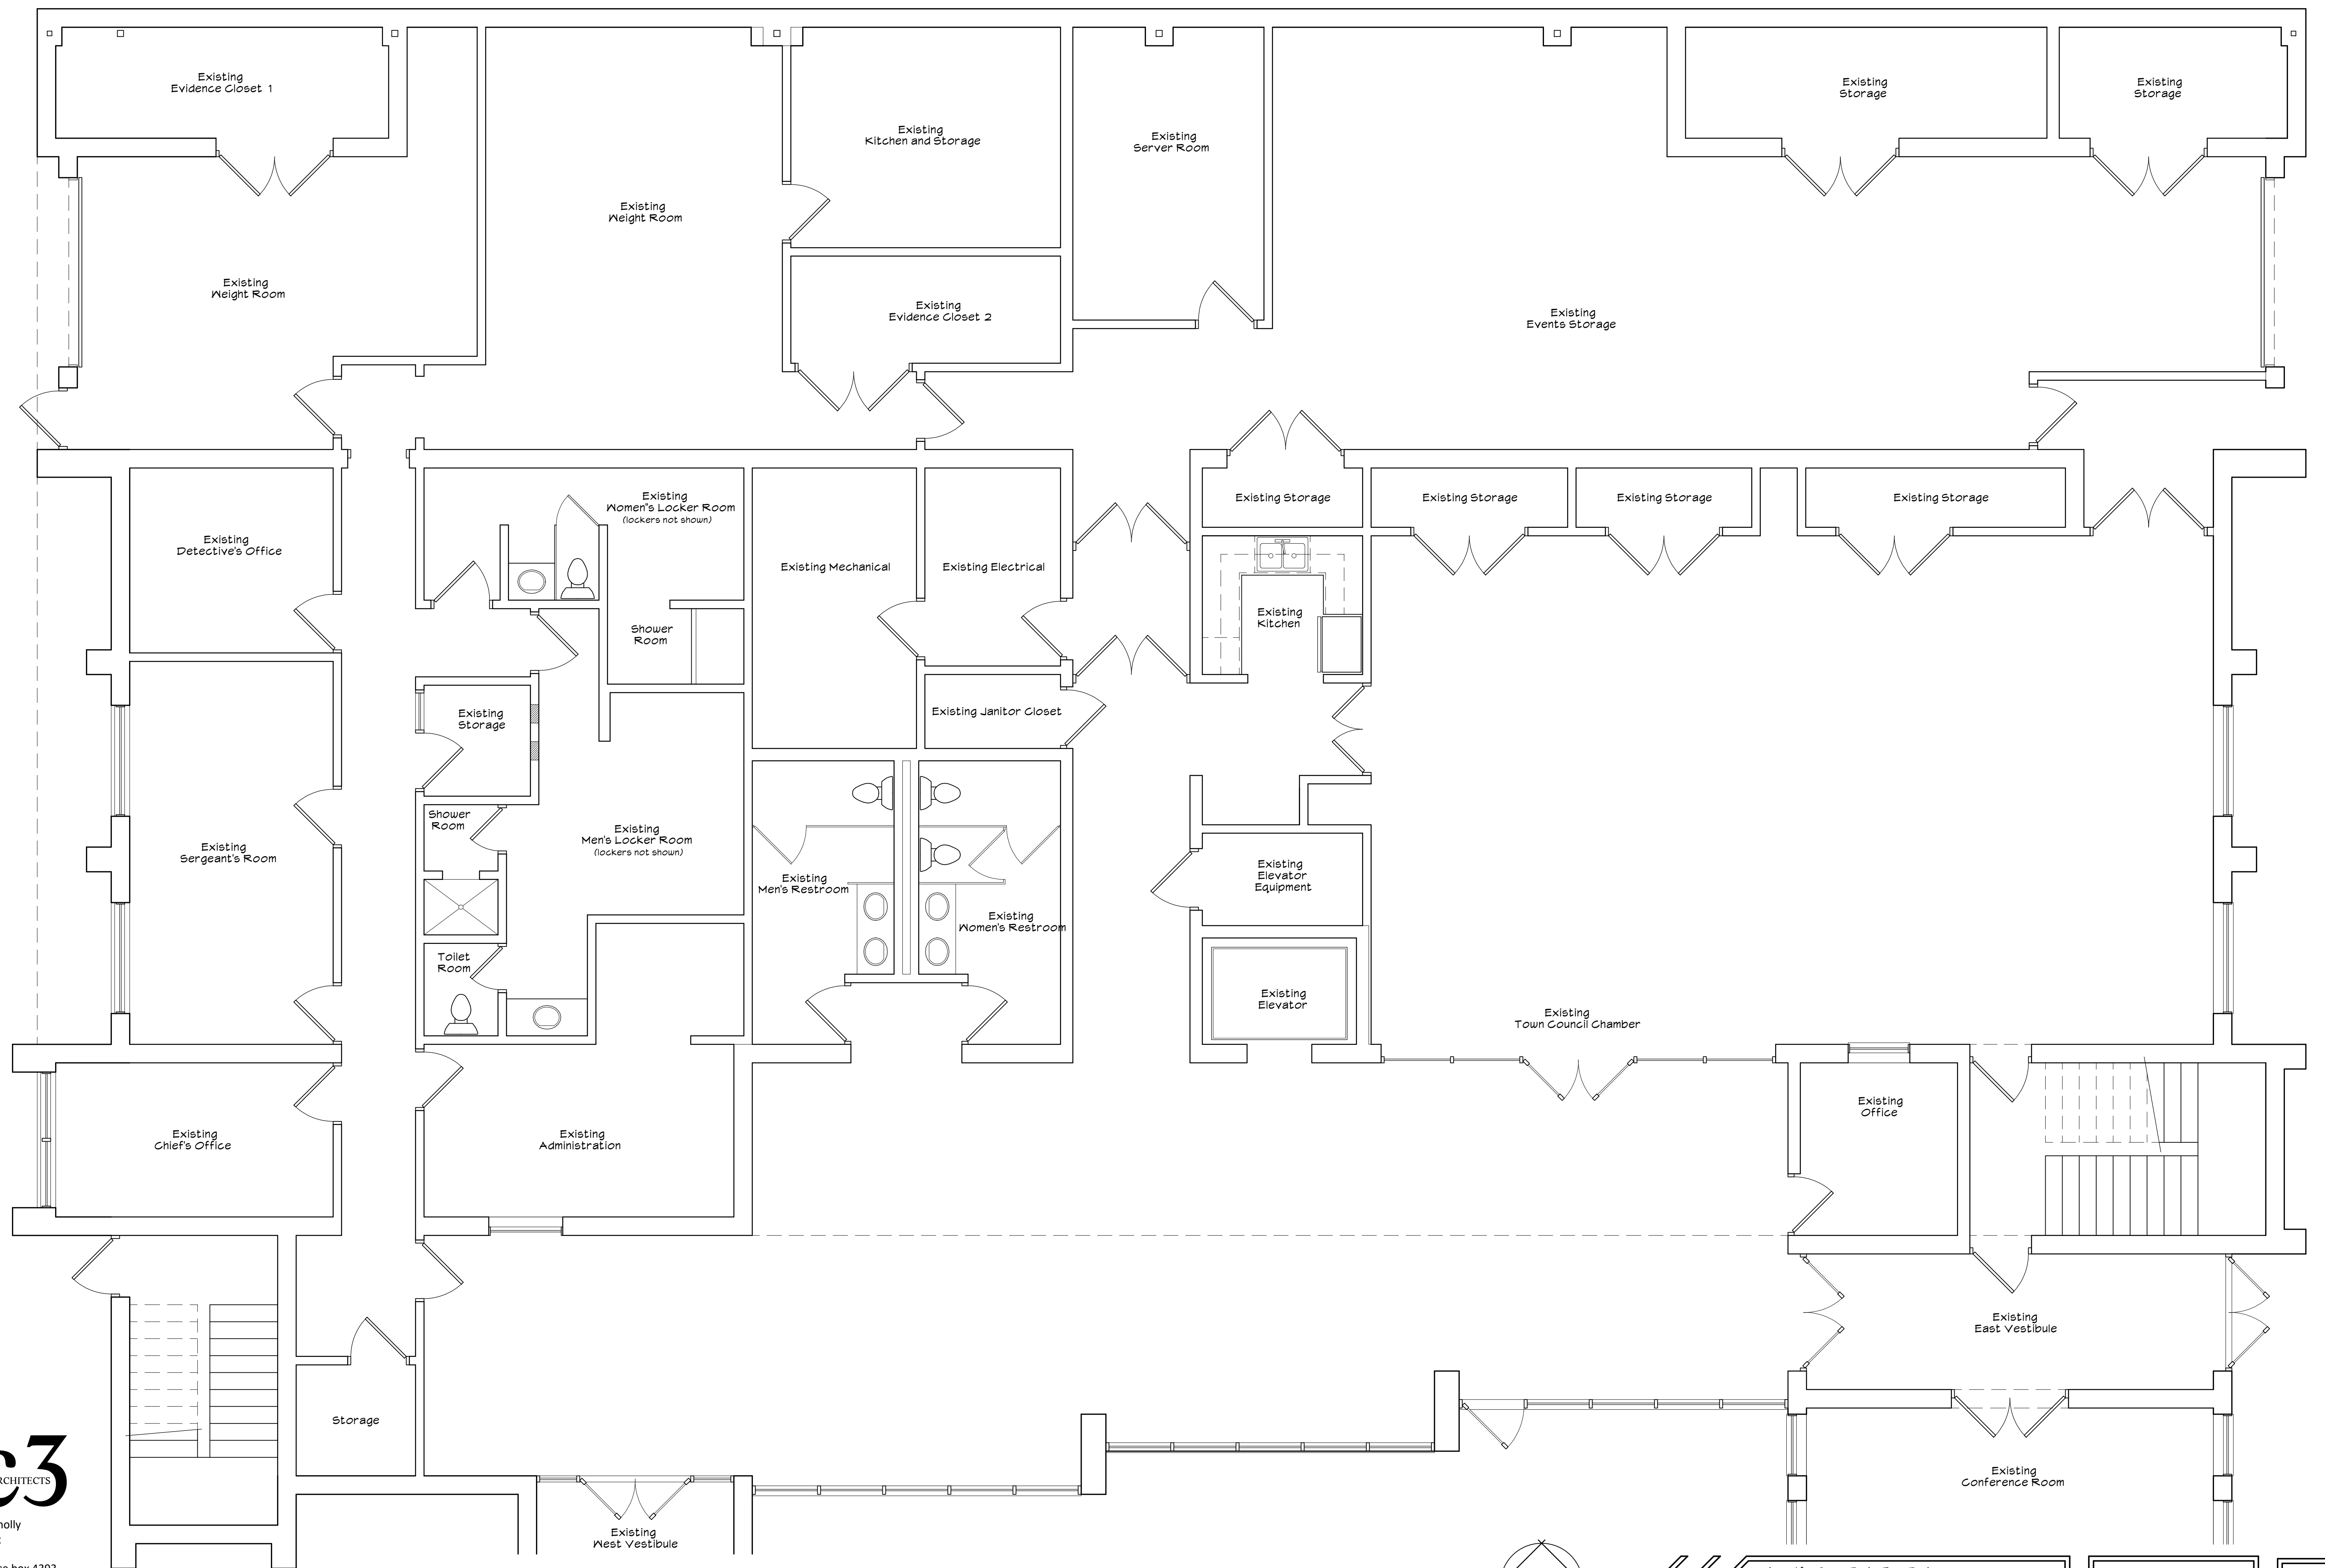 Existing
Evidence Closet 1
Existing
Storage
Existing
Storage
Existing
Kitchen and Storage
Existing
Server Room
Existing
Weight Room
Existing
Weight Room
Existing
Evidence Closet 2
Existing
Events Storage
Existing
Women"s Locker Room
(lockers not shown)
Existing Storage
Existing Storage
Existing Storage
Existing Storage
Existing
Detective's Office
Existing Mechanical
Existing Electrical
Existing
Kitchen
Shower
Room
Existing
Storage
Existing Janitor Closet
Shower
Room
Existing
Men's Locker Room
(lockers not shown)
Existing
Sergeant's Room
Existing
Men's Restroom
Existing
Elevator
Equipment
Existing
Women's Restroom
Toilet
Room
Existing
Elevator
Existing
Town Council Chamber
Existing
Office
Existing
Chief's Office
Existing
Administration
Existing
East Vestibule
Storage
Existing
Conference Room
Existing
West Vestibule
c3
RCHITECTS
holly
box 4302